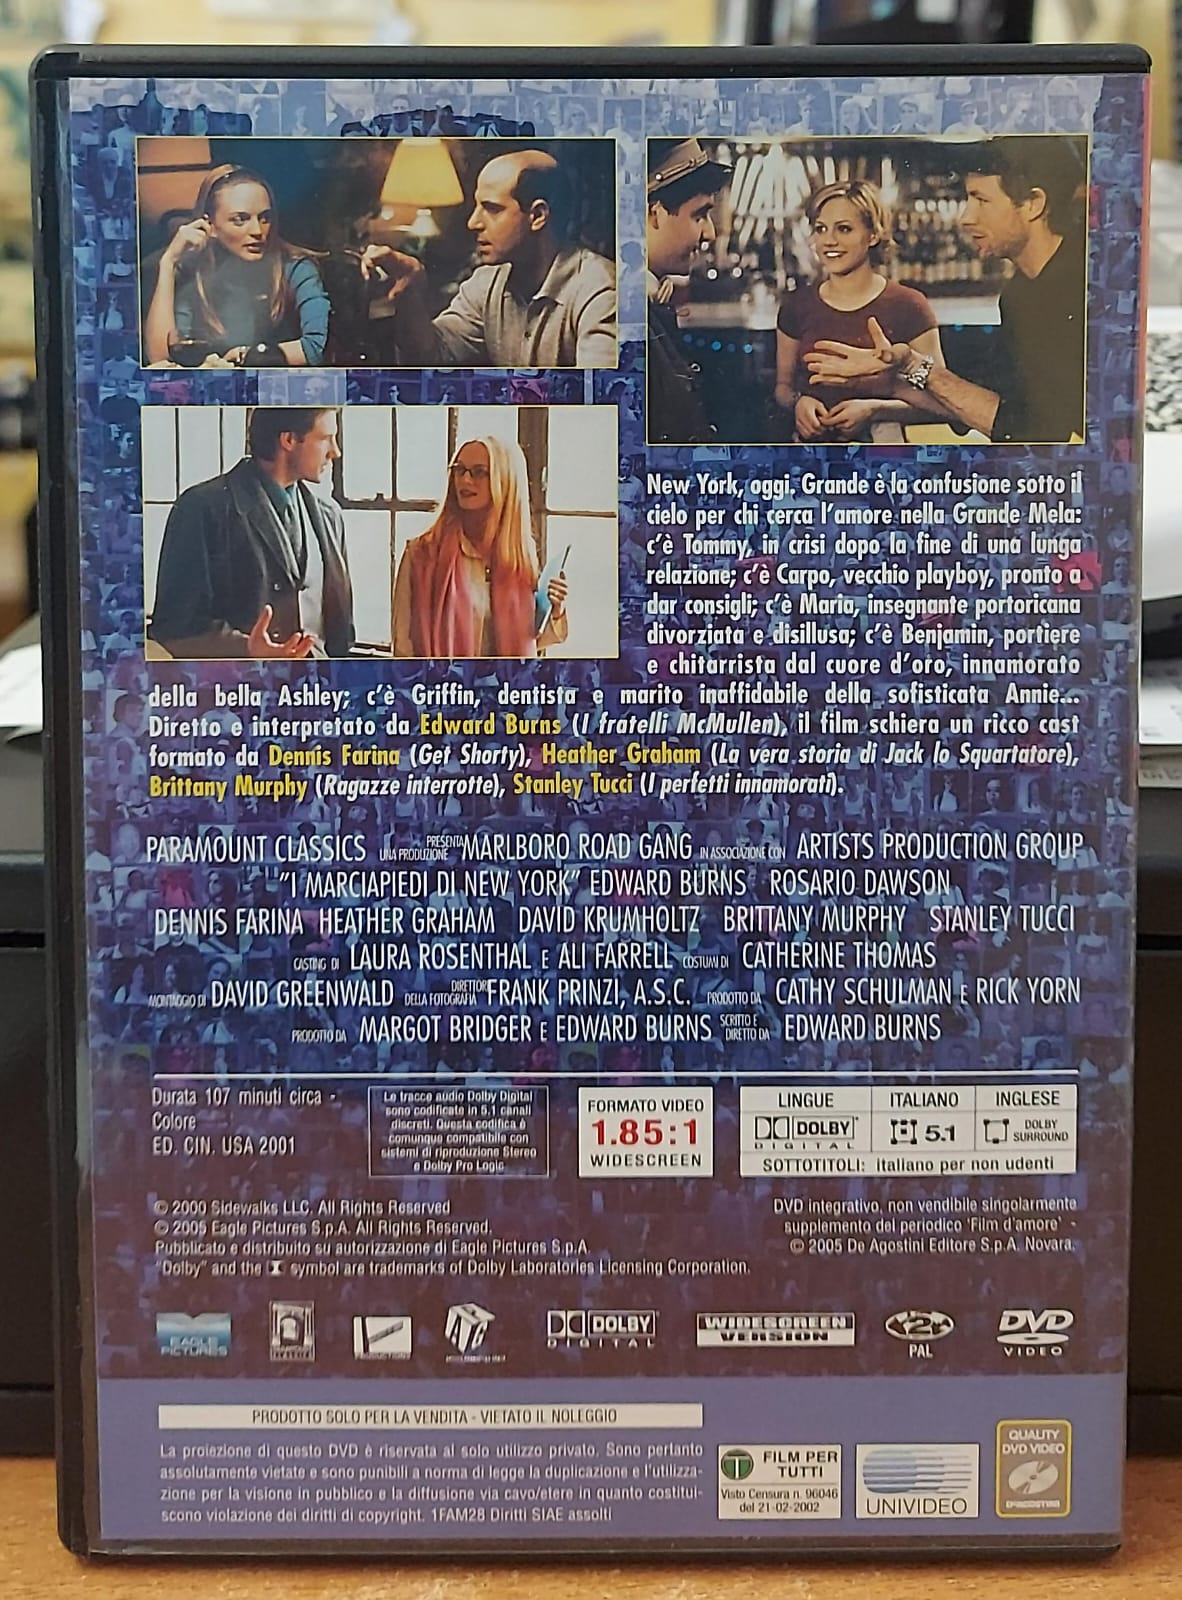 New York, oggi. Grande è la confusione sotto il
cielo per chi cerca l'amore nella Grande Mela:
c'è Tommy, in crisi dopo la fine di una lunga
relazione; c'è Carpo, vecchio playboy, pronto a
dar consigli; c'è Maria, insegnante portoricana
divorziata e disillusa; c'è Benjamin, portiere
e chitarrista dal cuore d'oro, innamorato
della bella Ashley; c'è Griffin, dentista e marito inaffidabile della sofisticata Annie...
Diretto e interpretato da Edward Burns (I fratelli McMullen), il film schiera un ricco cast
formato da Dennis Farina (Get Shorty), Heather Graham (La vera storia di Jack lo Squartatore),
Brittany Murphy (Ragazze interrotte), Stanley Tucci (I perfetti innamorati).
PARAMOUNT CLASSICS PRESENTA UNA PRODUZIONE MARLBORO ROAD GANG IN ASSOCIAZIONE CON ARTISTS PRODUCTION GROUP
"I MARCIAPIEDI DI NEW YORK" EDWARD BURNS ROSARIO DAWSON
DENNIS FARINA HEATHER GRAHAM DAVID KRUMHOLTZ BRITTANY MURPHY STANLEY TUCCI
CASTING DI LAURA ROSENTHAL E ALI FARRELL COSTUMI DI CATHERINE THOMAS
MONTAGGIO DI DAVID GREENWALD DIRETTORE DELLA FOTOGRAFIA FRANK PRINZI, A.S.C. PRODOTTO DA CATHY SCHULMAN E RICK YORN
PRODOTTO DA MARGOT BRIDGER E EDWARD BURNS SCRITTO E DIRETTO DA EDWARD BURNS
Durata 107 minuti circa -
Colore
ED. CIN. USA 2001
Le tracce audio Dolby Digital
sono codificate in 5.1 canali
discreti. Questa codifica è
comunque compatibile con
sistemi di riproduzione Stereo
e Dolby Pro Logic
FORMATO VIDEO
1.85:1
WIDESCREEN
LINGUE ITALIANO INGLESE
DOLBY DIGITAL 5.1 DOLBY SURROUND
SOTTOTITOLI: italiano per non udenti
© 2000 Sidewalks LLC. All Rights Reserved
© 2005 Eagle Pictures S.p.A. All Rights Reserved.
Pubblicato e distribuito su autorizzazione di Eagle Pictures S.p.A.
"Dolby" and the symbol are trademarks of Dolby Laboratories Licensing Corporation.
DVD integrativo, non vendibile singolarmente
supplemento del periodico 'Film d'amore' -
© 2005 De Agostini Editore S.p.A. Novara.
EAGLE PICTURES
DOLBY DIGITAL
WIDESCREEN VERSION
2
PAL
DVD VIDEO
PRODOTTO SOLO PER LA VENDITA - VIETATO IL NOLEGGIO
La proiezione di questo DVD è riservata al solo utilizzo privato. Sono pertanto
assolutamente vietate e sono punibili a norma di legge la duplicazione e l'utilizza-
zione per la visione in pubblico e la diffusione via cavo/etere in quanto costitui-
scono violazione dei diritti di copyright. 1FAM28 Diritti SIAE assolti
T FILM PER TUTTI
Visto Censura n. 96046
del 21-02-2002
UNIVIDEO
QUALITY
DVD VIDEO
DeAGOSTINI